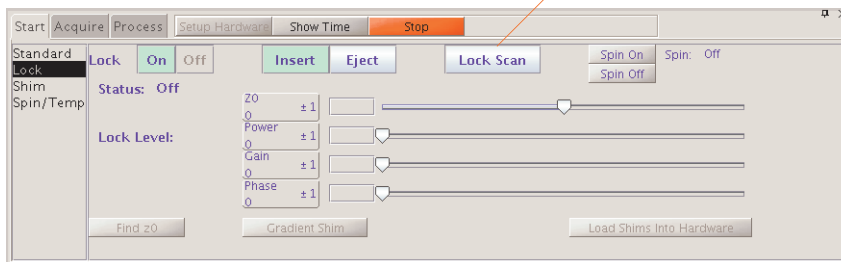 Start Acquire Process Setup Hardware Show Time Stop
Standard
Lock
Shim
Spin/Temp
Lock On Off Insert Eject Lock Scan Spin On Spin: Off
Spin Off
Status: Off
Z0 ±1
0
Lock Level:
Power ±1
0
Gain ±1
0
Phase ±1
0
Find z0 Gradient Shim Load Shims Into Hardware